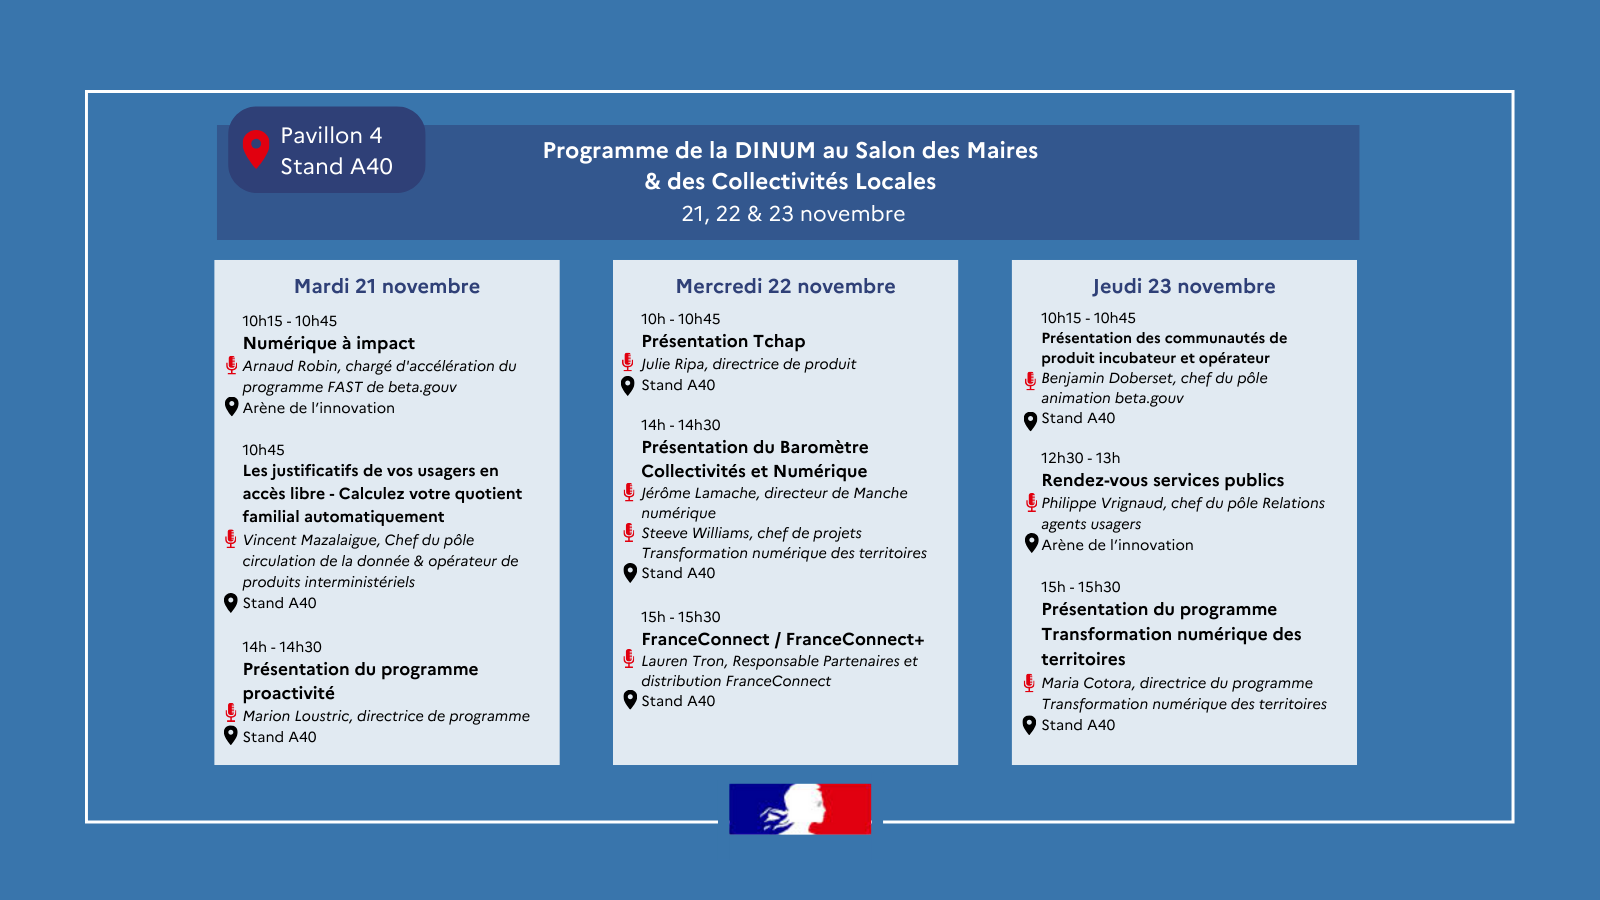 Pavillon 4
Stand A40
Programme de la DINUM au Salon des Maires
& des Collectivités Locales
21, 22 & 23 novembre
Mardi 21 novembre
10h15 - 10h45
Numérique à impact
Arnaud Robin, chargé d'accélération du
programme FAST de beta.gouv
Arène de l’innovation
10h45
Les justificatifs de vos usagers en
accès libre - Calculez votre quotient
familial automatiquement
Vincent Mazalaigue, Chef du pôle
circulation de la donnée & opérateur de
produits interministériels
Stand A40
14h - 14h30
Présentation du programme
proactivité
Marion Loustric, directrice de programme
Stand A40
Mercredi 22 novembre
10h - 10h45
Présentation Tchap
Julie Ripa, directrice de produit
Stand A40
14h - 14h30
Présentation du Baromètre
Collectivités et Numérique
Jérôme Lamache, directeur de Manche
numérique
Steeve Williams, chef de projets
Transformation numérique des territoires
Stand A40
15h - 15h30
FranceConnect / FranceConnect+
Lauren Tron, Responsable Partenaires et
distribution FranceConnect
Stand A40
Jeudi 23 novembre
10h15 - 10h45
Présentation des communautés de
produit incubateur et opérateur
Benjamin Doberset, chef du pôle
animation beta.gouv
Stand A40
12h30 - 13h
Rendez-vous services publics
Philippe Vrignaud, chef du pôle Relations
agents usagers
Arène de l’innovation
15h - 15h30
Présentation du programme
Transformation numérique des
territoires
Maria Cotora, directrice du programme
Transformation numérique des territoires
Stand A40